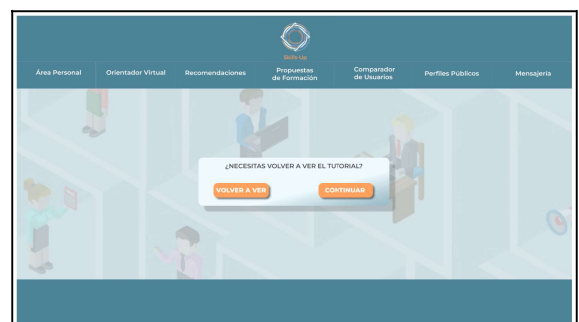 Skills Up
Área Personal
Orientador Virtual
Recomendaciones
Propuestas
de Formación
Comparador
de Usuarios
Perfiles Públicos
Mensajería
¿NECESITAS VOLVER A VER EL TUTORIAL?
VOLVER A VER
CONTINUAR